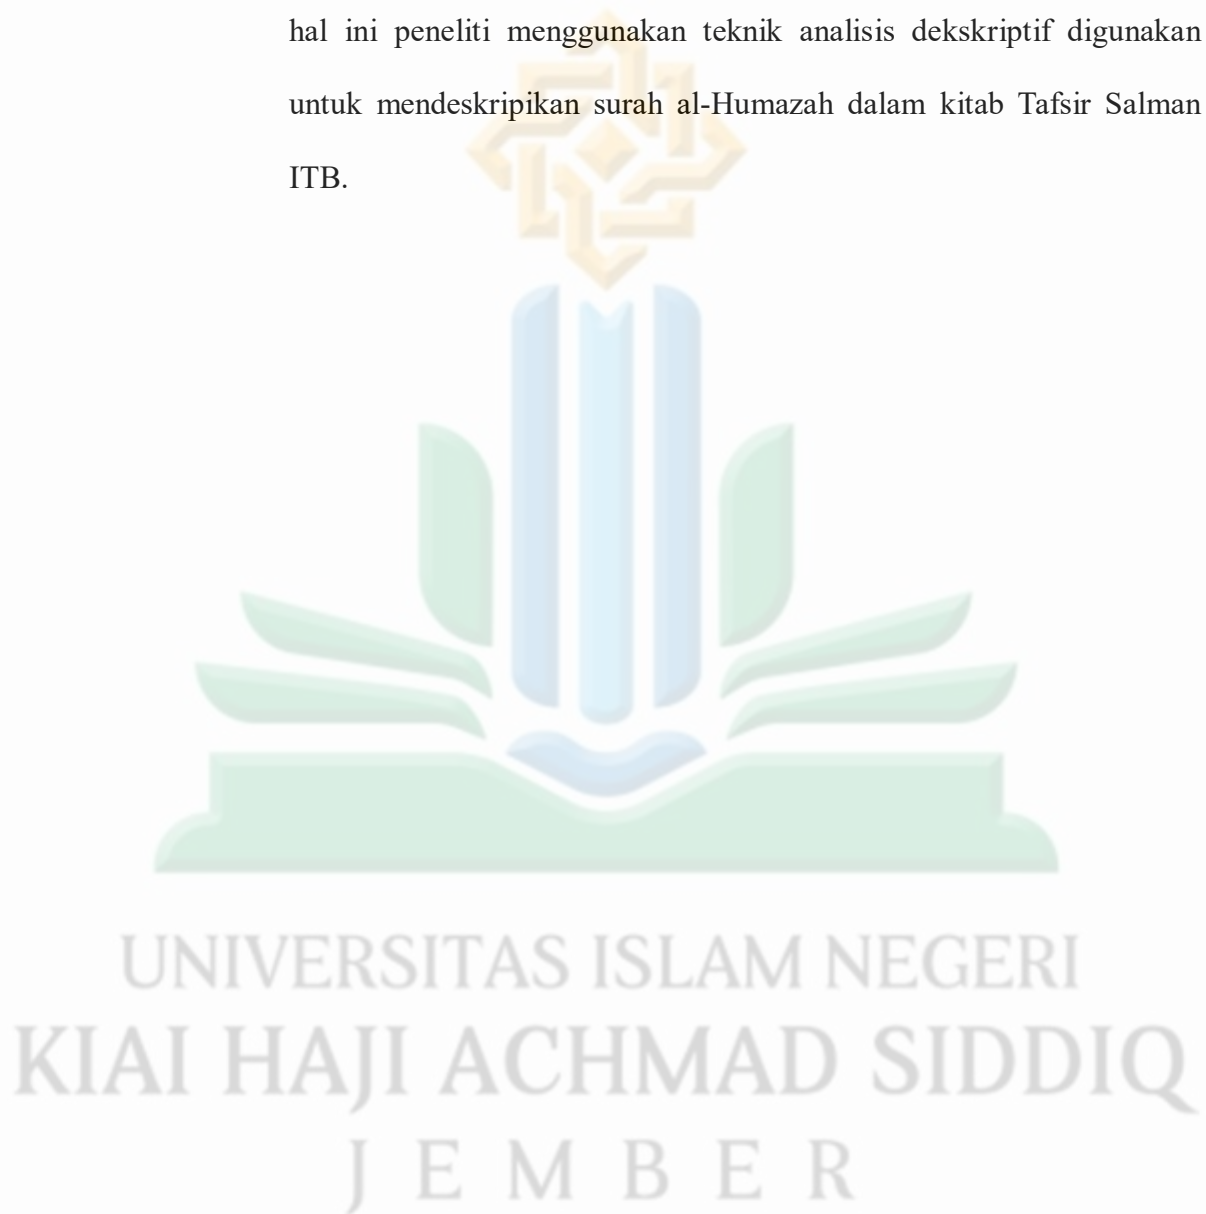 hal ini peneliti menggunakan teknik analisis dekskriptif digunakan
untuk mendeskripikan surah al-Humazah dalam kitab Tafsir Salman
ITB.
UNIVERSITAS ISLAM NEGERI
KIAI HAJI ACHMAD SIDDIQ
JEMBER